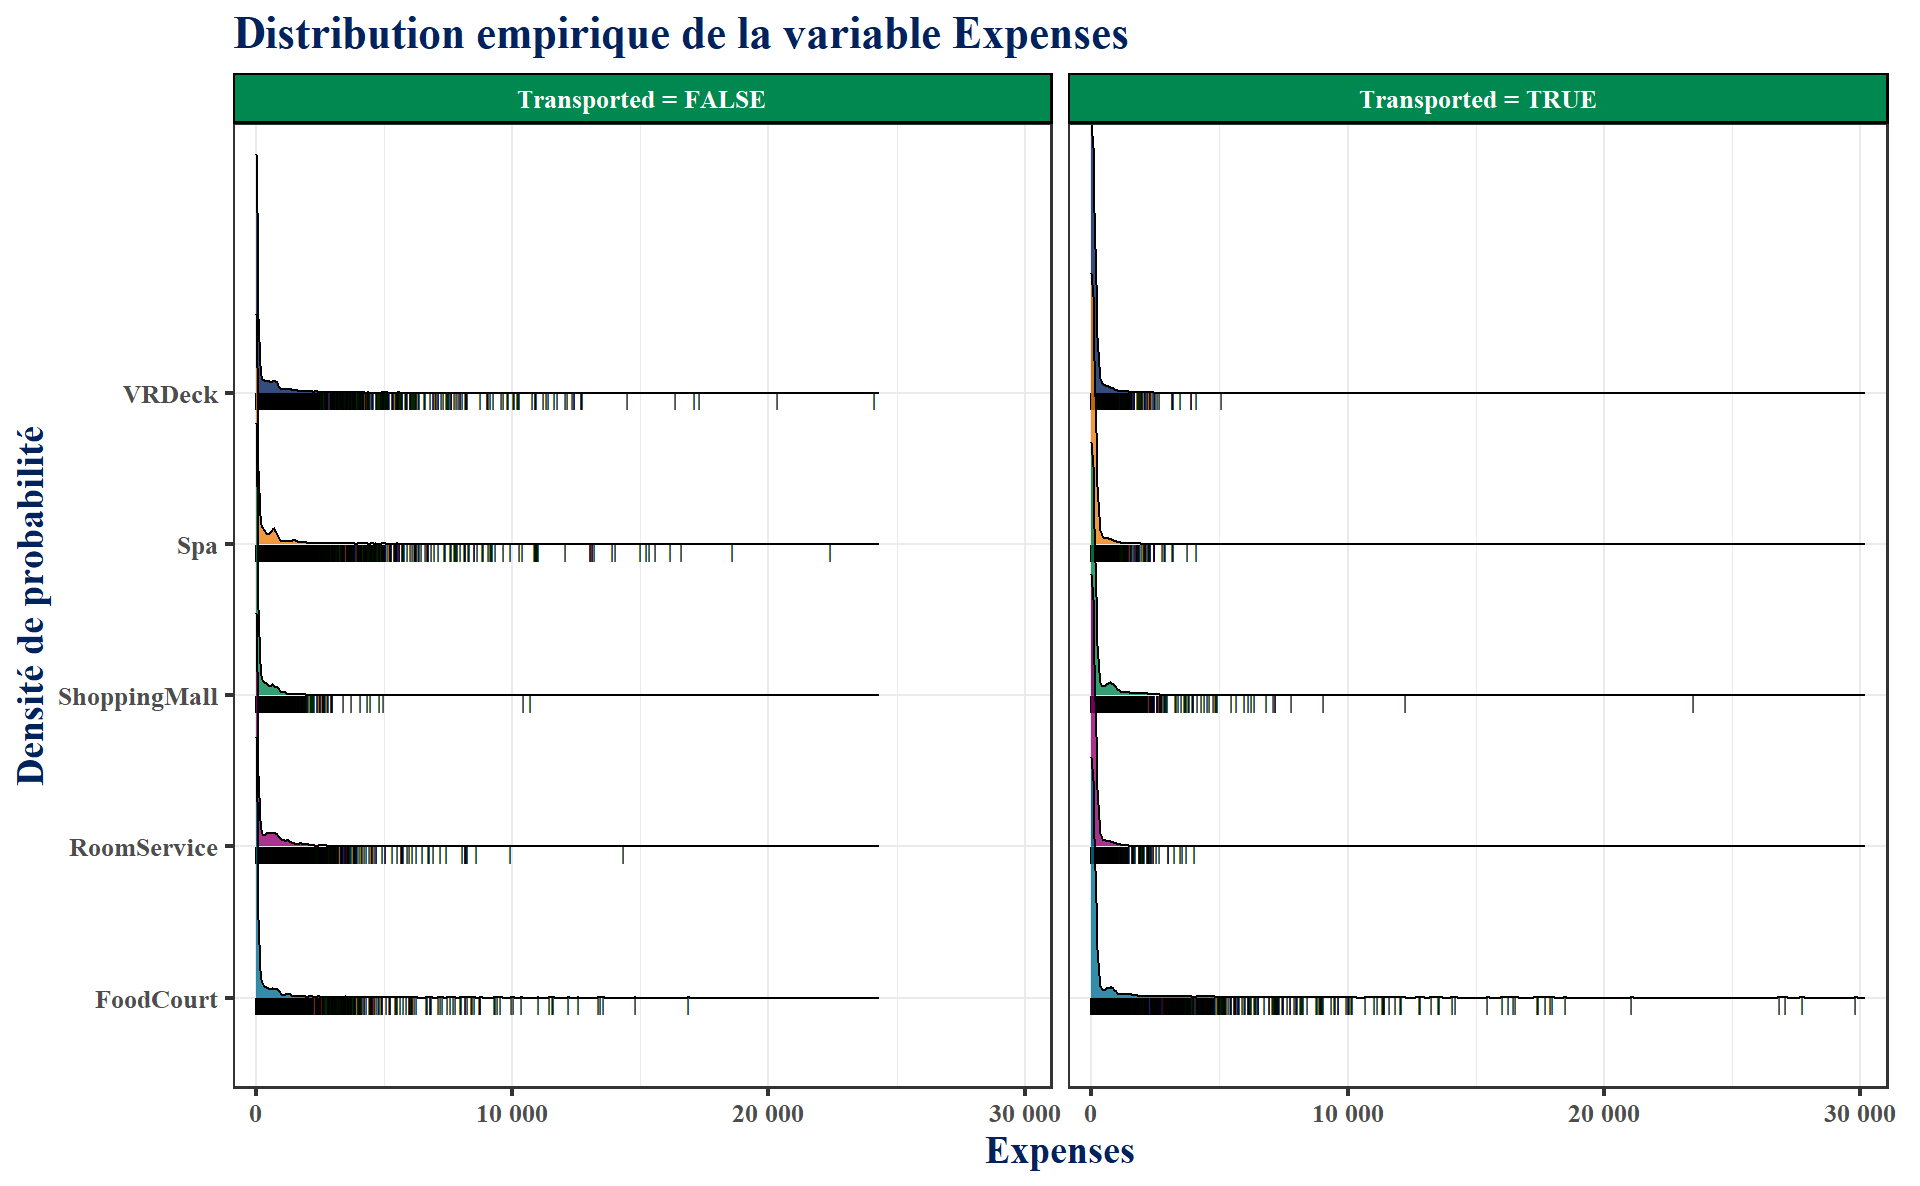 Distribution empirique de la variable Expenses
Transported = FALSE
Transported = TRUE
Densité de probabilité
VRDeck
Spa
ShoppingMall
RoomService
FoodCourt
0 10 000 20 000 30 000
0 10 000 20 000 30 000
Expenses